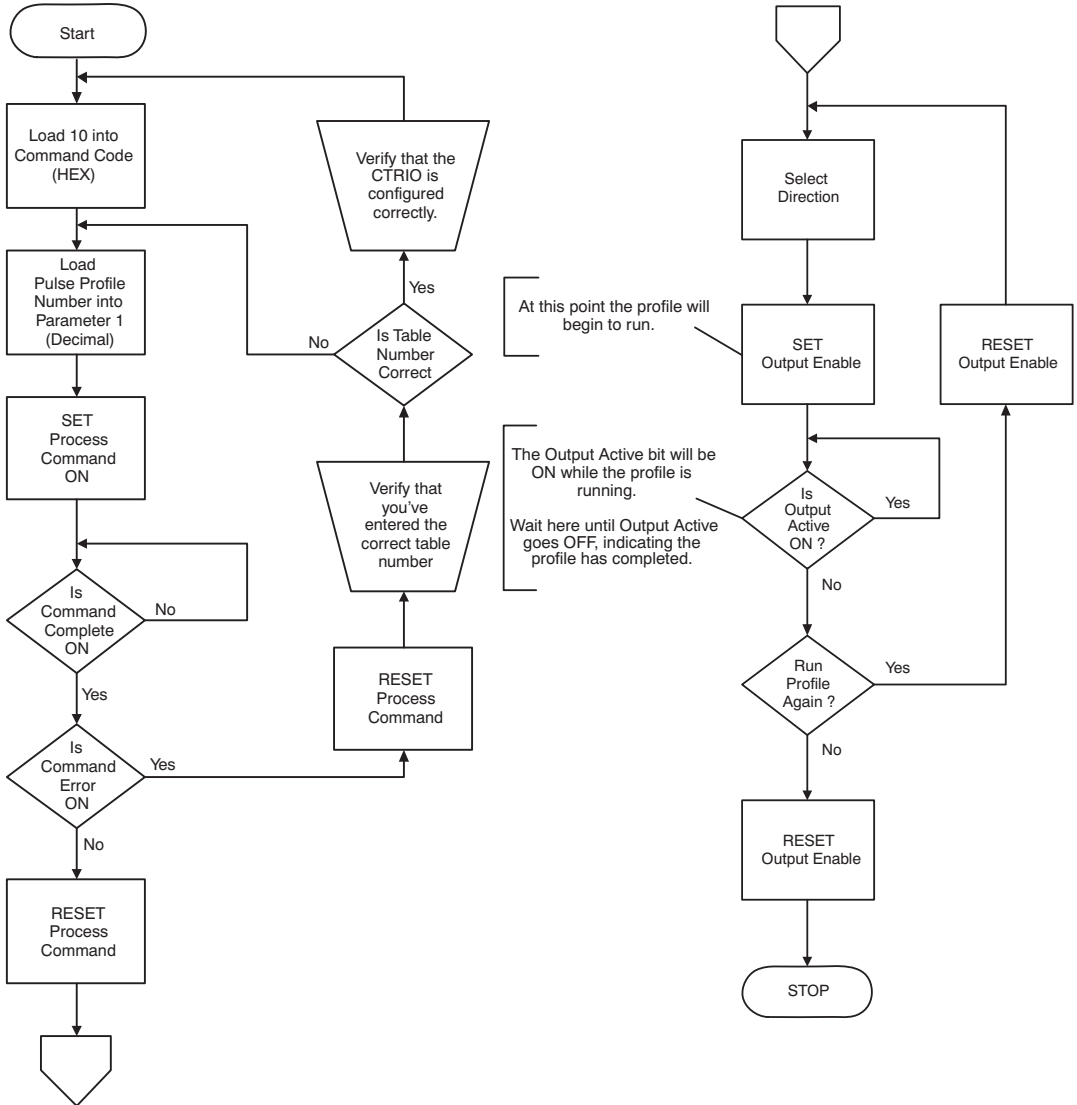 Start
Load 10 into
Command Code
(HEX)
Load
Pulse Profile
Number into
Parameter 1
(Decimal)
SET
Process
Command
ON
Is
Command
Complete
ON
No
Yes
Is
Command
Error
ON
Yes
No
RESET
Process
Command
Verify that the
CTRIO is
configured
correctly.
Yes
Is Table
Number
Correct
No
Verify that
you've
entered the
correct table
number
RESET
Process
Command
Select
Direction
At this point the profile will
begin to run.
SET
Output Enable
RESET
Output Enable
The Output Active bit will be
ON while the profile is
running.
Wait here until Output Active
goes OFF, indicating the
profile has completed.
Is
Output
Active
ON ?
Yes
No
Run
Profile
Again ?
Yes
No
RESET
Output Enable
STOP